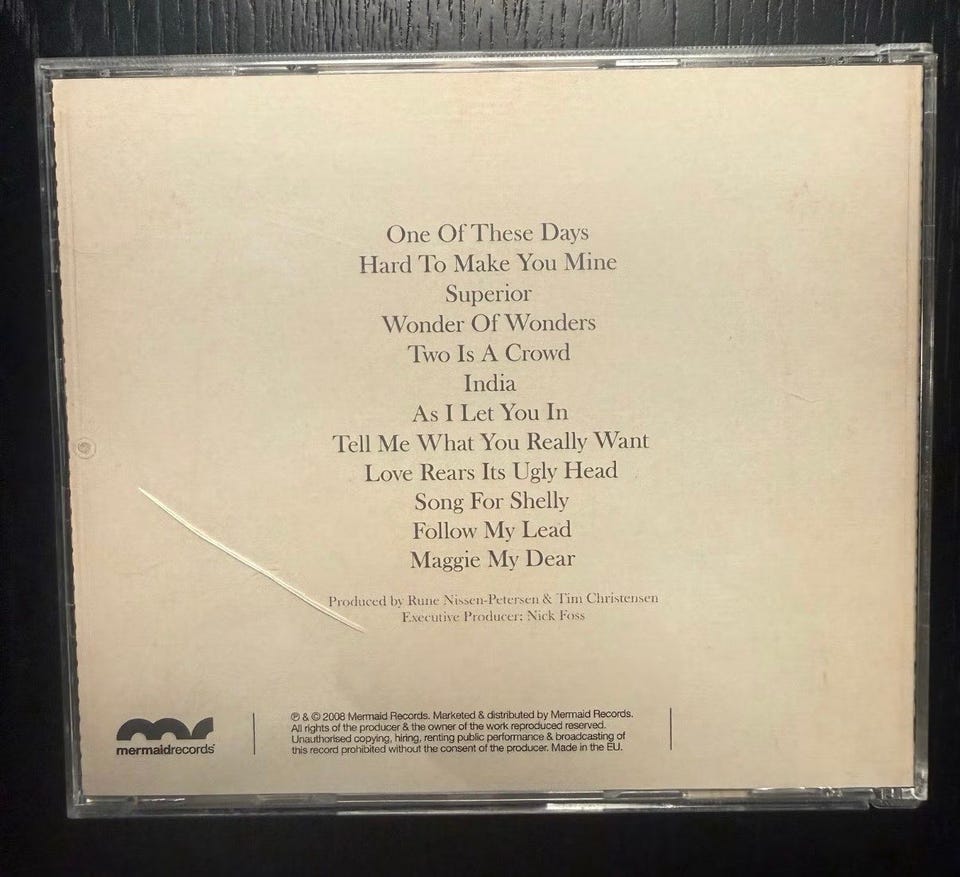 One Of These Days
Hard To Make You Mine
Superior
Wonder Of Wonders
Two Is A Crowd
India
As I Let You In
Tell Me What You Really Want
Love Rears Its Ugly Head
Song For Shelly
Follow My Lead
Maggie My Dear
Produced by Rune Nissen-Petersen & Tim Christensen
Executive Producer: Nick Foss
mermaidrecords
℗ & © 2008 Mermaid Records. Marketed & distributed by Mermaid Records.
All rights of the producer & the owner of the work reproduced reserved.
Unauthorised copying, hiring, renting public performance & broadcasting of
this record prohibited without the consent of the producer. Made in the EU.